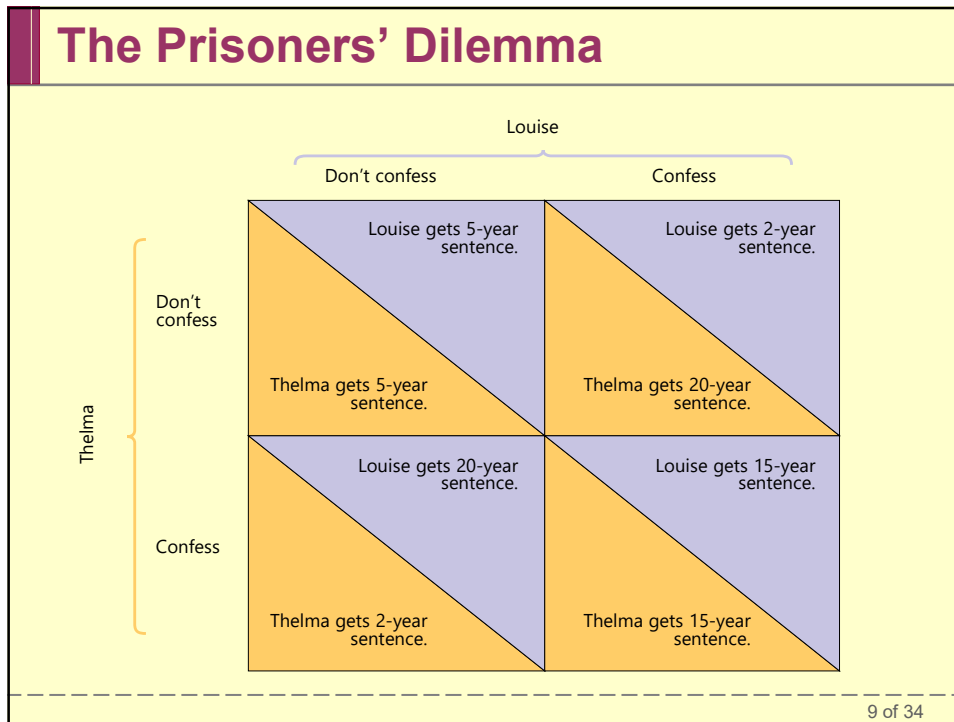 The Prisoners’ Dilemma
Louise
Don’t confess
Confess
Louise gets 5-year
sentence.
Louise gets 2-year
sentence.
Don’t
confess
Thelma gets 5-year
sentence.
Thelma gets 20-year
sentence.
Thelma
Louise gets 20-year
sentence.
Louise gets 15-year
sentence.
Confess
Thelma gets 2-year
sentence.
Thelma gets 15-year
sentence.
9 of 34